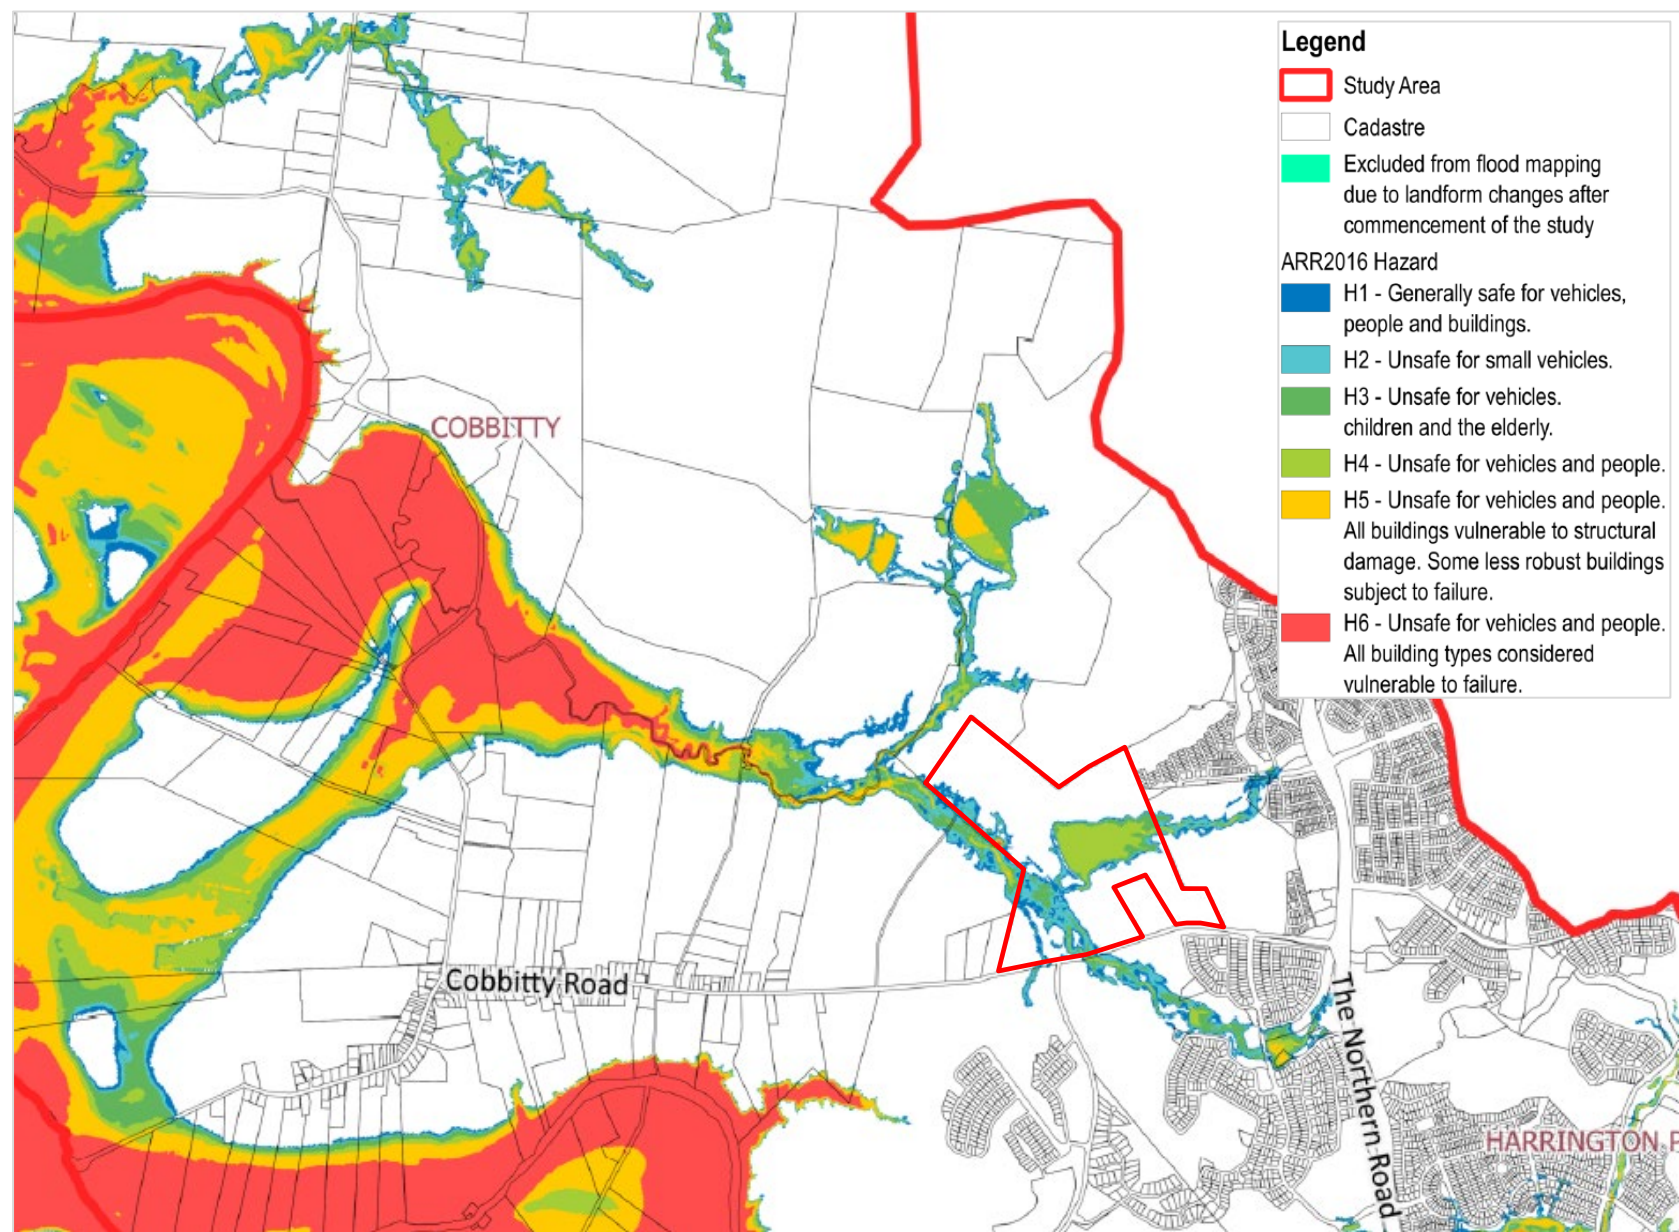 Legend
Study Area
Cadastre
Excluded from flood mapping
due to landform changes after
commencement of the study
ARR2016 Hazard
H1 - Generally safe for vehicles,
people and buildings.
H2 - Unsafe for small vehicles.
H3 - Unsafe for vehicles.
children and the elderly.
H4 - Unsafe for vehicles and people.
H5 - Unsafe for vehicles and people.
All buildings vulnerable to structural
damage. Some less robust buildings
subject to failure.
H6 - Unsafe for vehicles and people.
All building types considered
vulnerable to failure.
COBBITTY
Cobbitty Road
The Northern Road
HARRINGTON